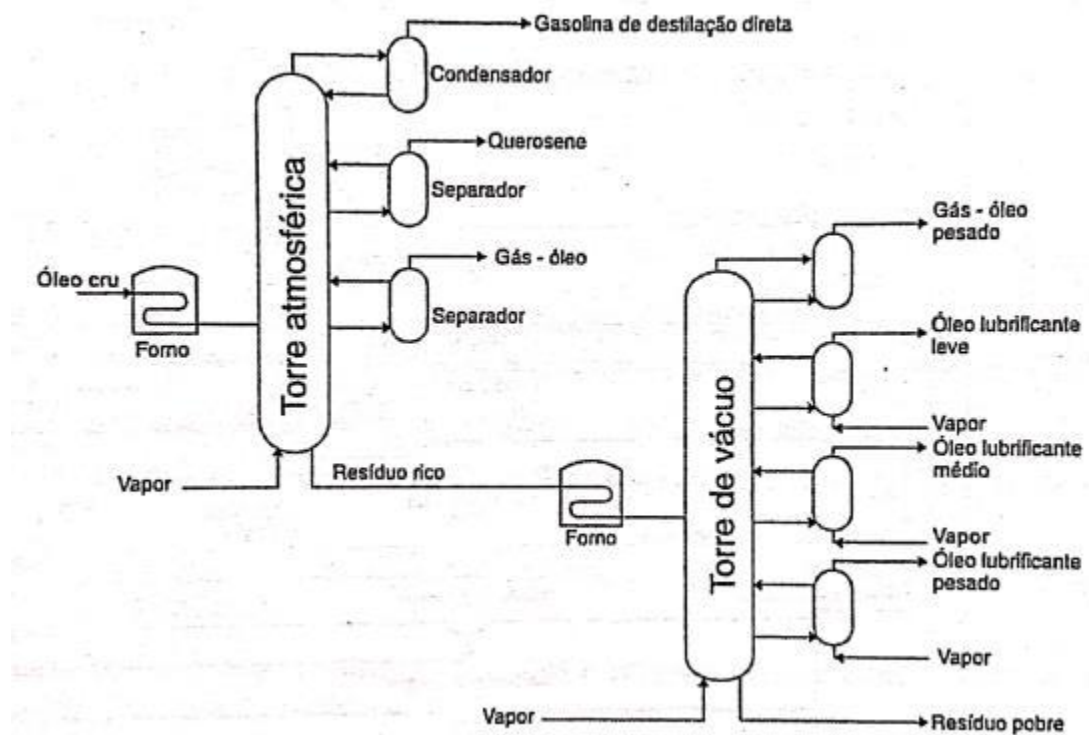 Gasolina de destilação direta
Condensador
Querosene
Separador
Gás - óleo
Separador
Óleo cru
Forno
Torre atmosférica
Vapor
Resíduo rico
Forno
Torre de vácuo
Gás - óleo
pesado
Óleo lubrificante
leve
Vapor
Óleo lubrificante
médio
Vapor
Óleo lubrificante
pesado
Vapor
Vapor
Resíduo pobre